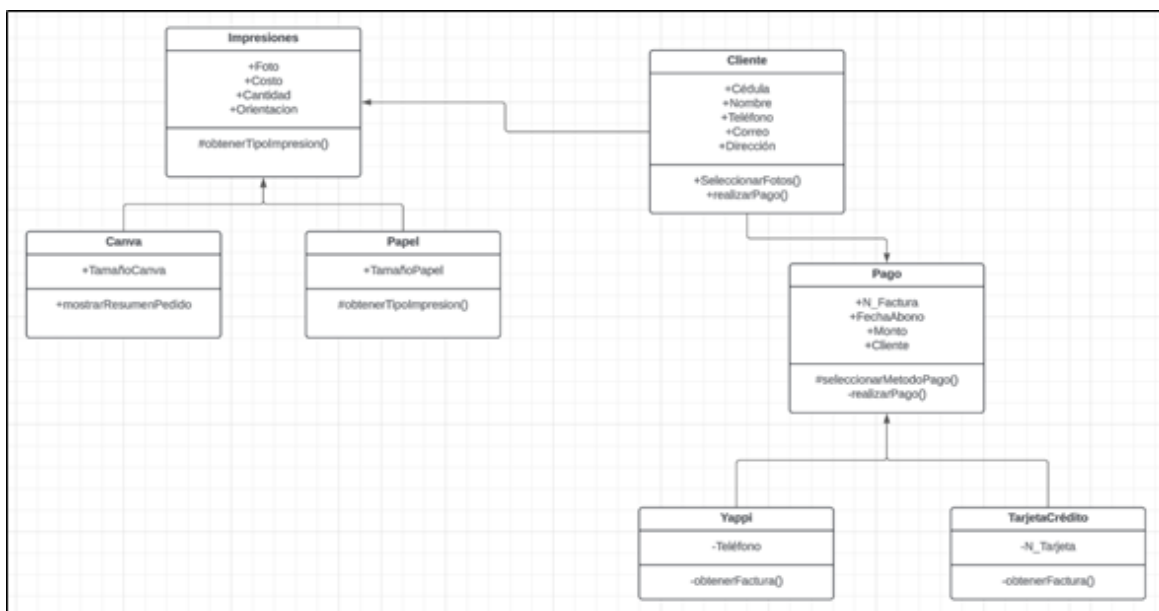 Impresiones
+Foto
+Costo
+Cantidad
+Orientacion
#obtenerTipoImpresion()
Cliente
+Cédula
+Nombre
+Teléfono
+Correo
+Dirección
+SeleccionarFotos()
+realizarPago()
Canva
+TamañoCanva
+mostrarResumenPedido
Papel
+TamañoPapel
#obtenerTipoImpresion()
Pago
+N_Factura
+FechaAbono
+Monto
+Cliente
#seleccionarMetodoPago()
-realizarPago()
Yappi
-Teléfono
-obtenerFactura()
TarjetaCrédito
-N_Tarjeta
-obtenerFactura()